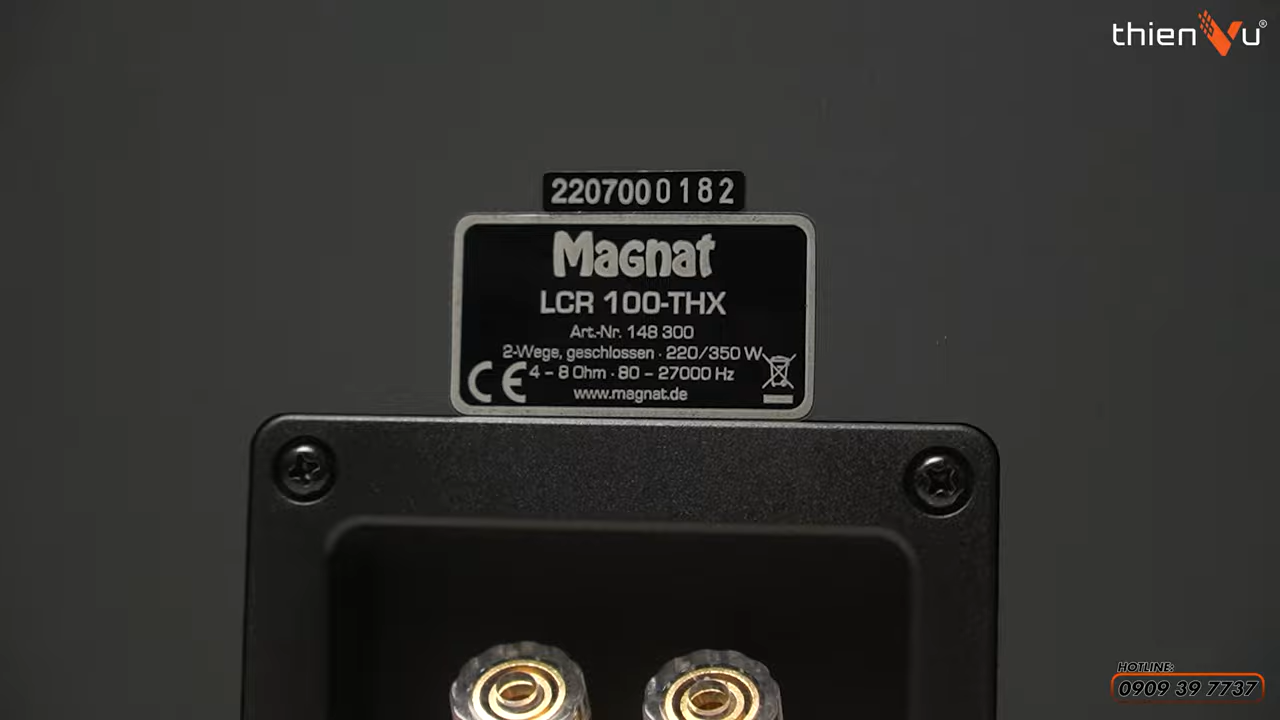 thienVu®
2207000182
Magnat
LCR 100-THX
Art.-Nr. 148 300
2-Wege, geschlossen · 220/350 W
CE 4 – 8 Ohm · 80 – 27000 Hz
www.magnat.de
HOTLINE:
0909 39 7737